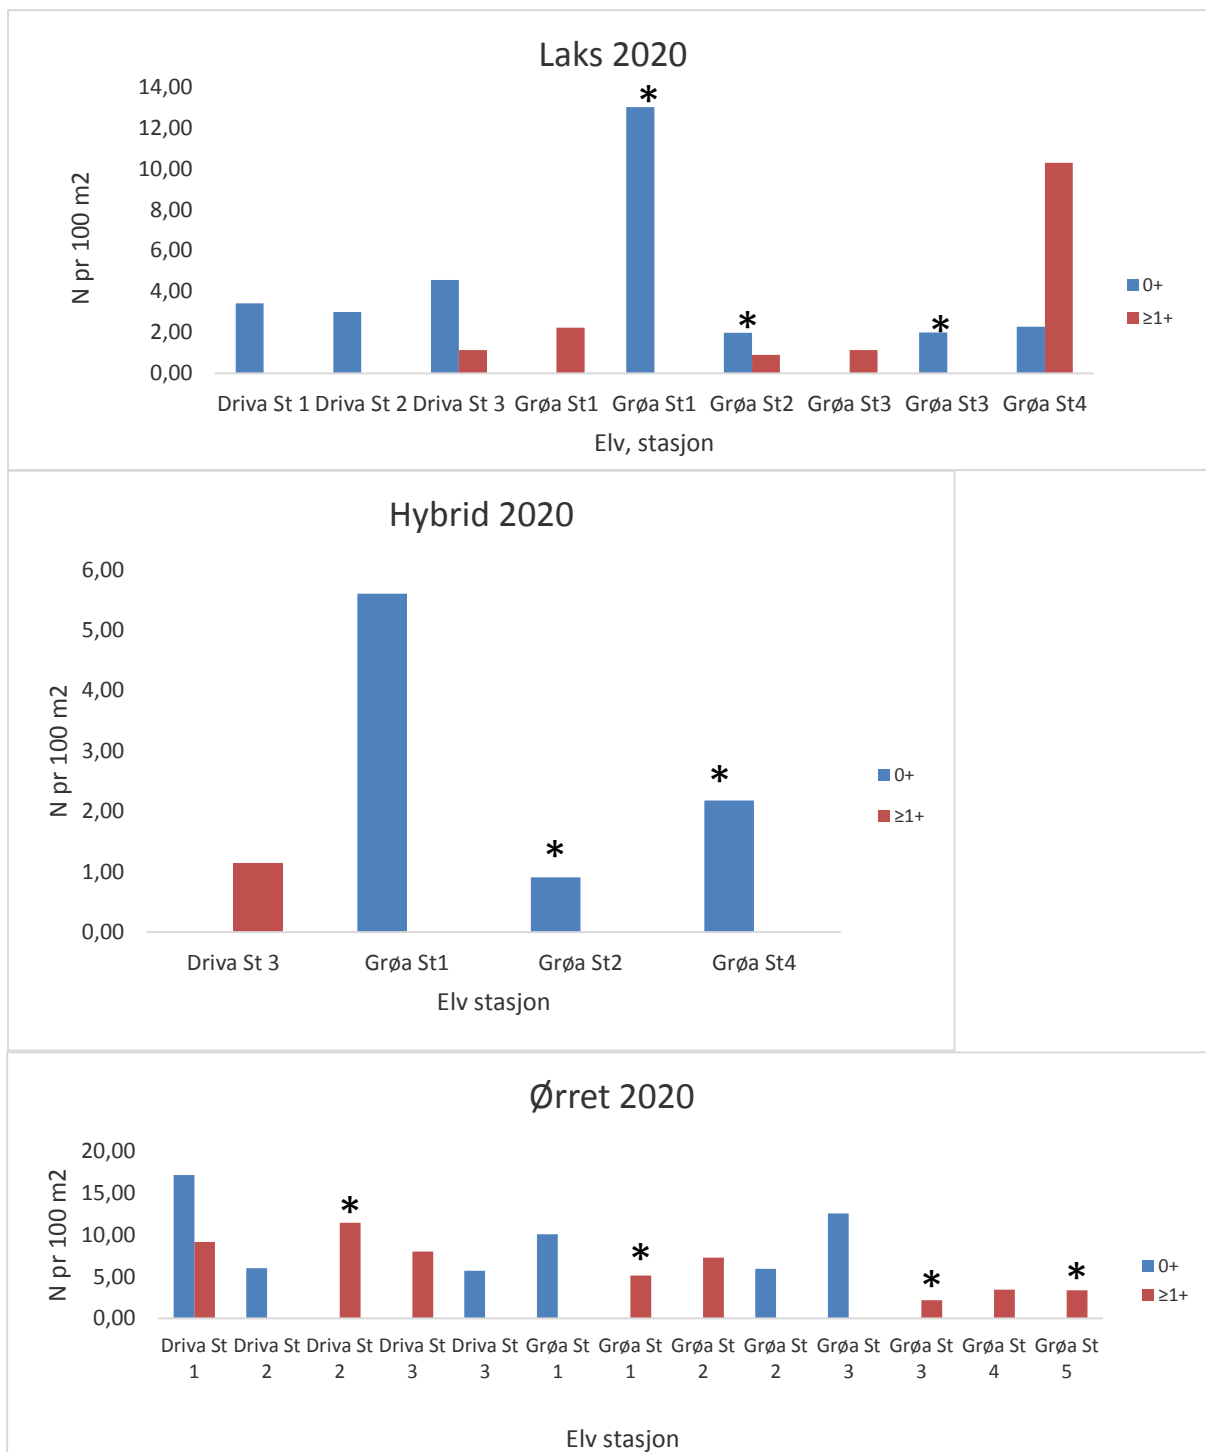 Laks 2020
N pr 100 m2
14,00
12,00
10,00
8,00
6,00
4,00
2,00
0,00
* * * 
Driva St 1 Driva St 2 Driva St 3 Grøa St1 Grøa St1 Grøa St2 Grøa St3 Grøa St3 Grøa St4
Elv, stasjon
0+
≥1+
Hybrid 2020
N pr 100 m2
6,00
5,00
4,00
3,00
2,00
1,00
0,00
* *
Driva St 3 Grøa St1 Grøa St2 Grøa St4
Elv stasjon
0+
≥1+
Ørret 2020
N pr 100 m2
20,00
15,00
10,00
5,00
0,00
* * * *
Driva St Driva St Driva St Driva St Driva St Grøa St Grøa St Grøa St Grøa St Grøa St Grøa St Grøa St Grøa St
1 2 2 3 3 1 1 2 2 3 3 4 5
Elv stasjon
0+
≥1+